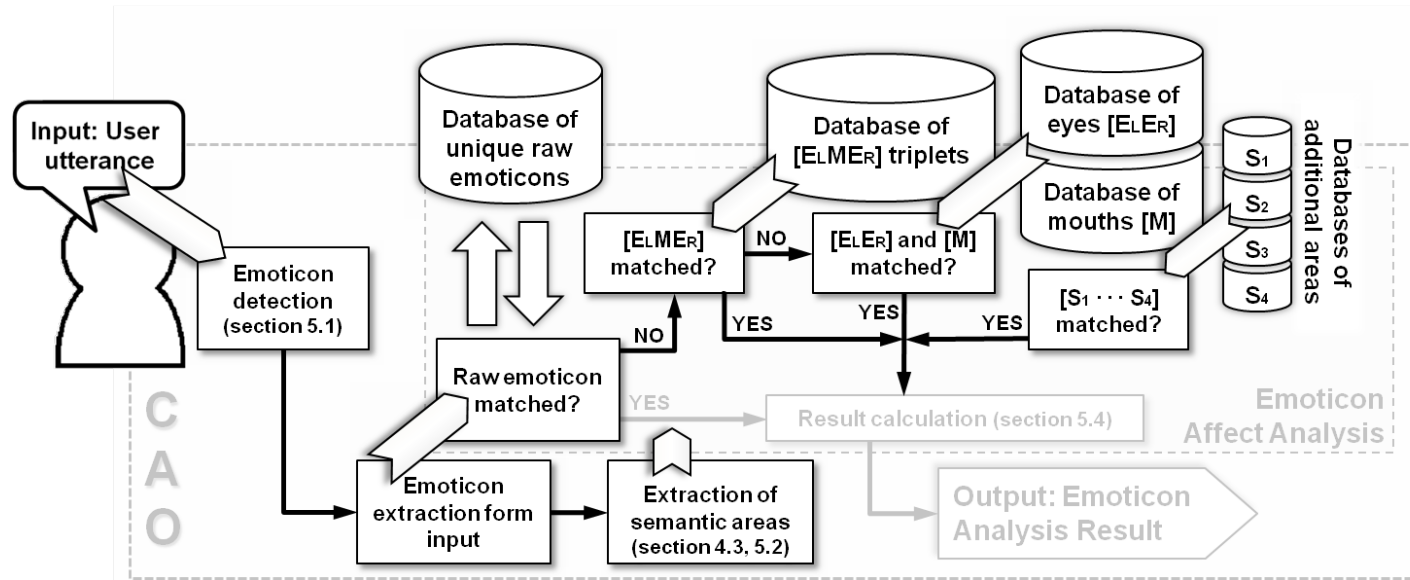 Input: User
utterance
Emoticon
detection
(section 5.1)
Database of
unique raw
emoticons
Database of
[ELMER] triplets
Database of
eyes [ELER]
Database of
mouths [M]
S1
S2
S3
S4
Databases of
additional areas
[ELMER]
matched?
NO
[ELER] and [M]
matched?
[S1 · · · S4]
matched?
YES
YES
YES
NO
Raw emoticon
matched?
YES
Result calculation (section 5.4)
Emoticon
Affect Analysis
Emoticon
extraction form
input
Extraction of
semantic areas
(section 4.3, 5.2)
Output: Emoticon
Analysis Result
C
A
O